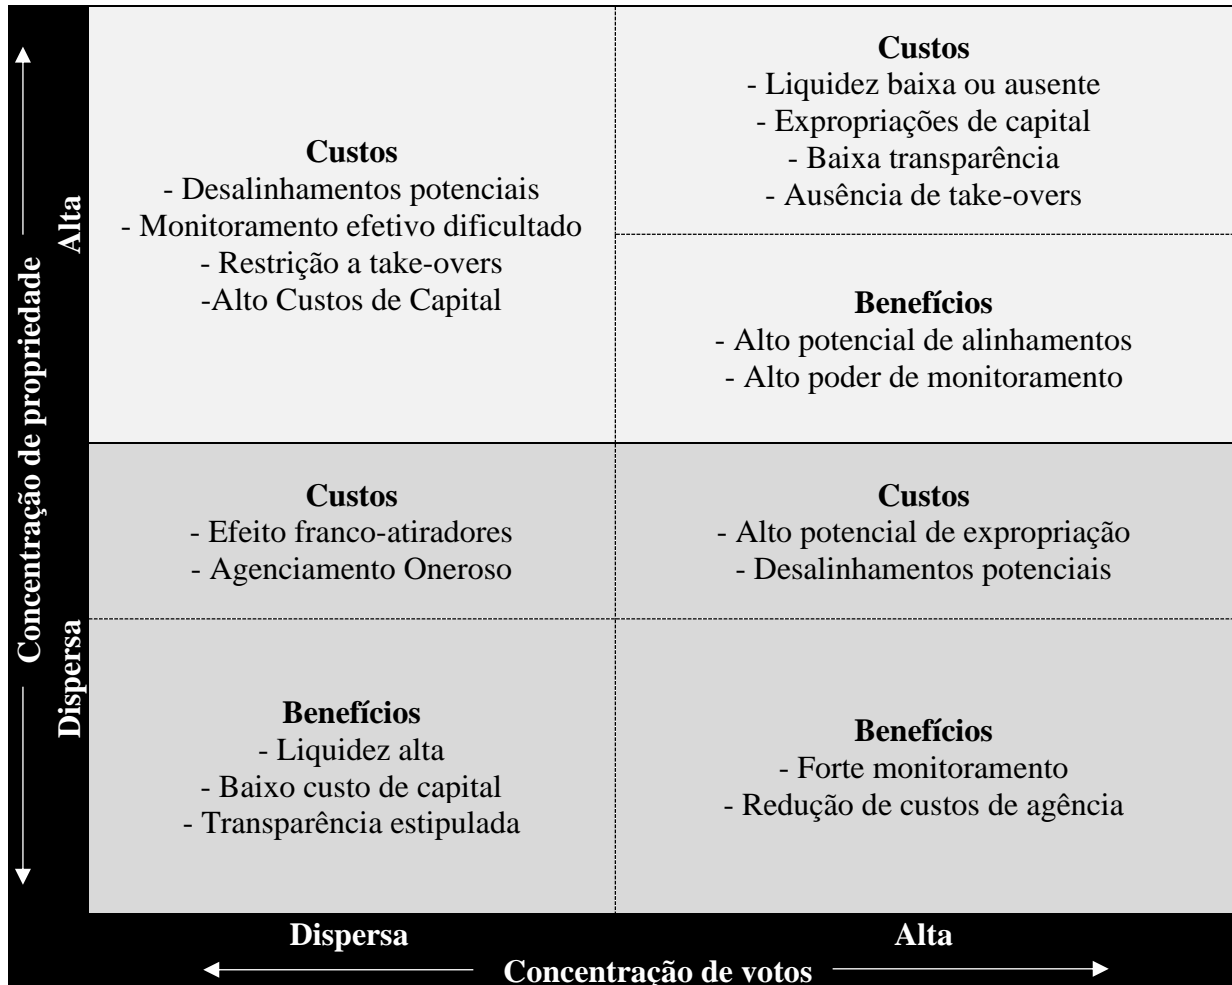 Concentração de propriedade
Alta
Dispersa
Custos
- Desalinhamentos potenciais
- Monitoramento efetivo dificultado
- Restrição a take-overs
-Alto Custos de Capital
Custos
- Liquidez baixa ou ausente
- Expropriações de capital
- Baixa transparência
- Ausência de take-overs
Benefícios
- Alto potencial de alinhamentos
- Alto poder de monitoramento
Custos
- Efeito franco-atiradores
- Agenciamento Oneroso
Benefícios
- Liquidez alta
- Baixo custo de capital
- Transparência estipulada
Custos
- Alto potencial de expropriação
- Desalinhamentos potenciais
Benefícios
- Forte monitoramento
- Redução de custos de agência
Dispersa
Alta
Concentração de votos